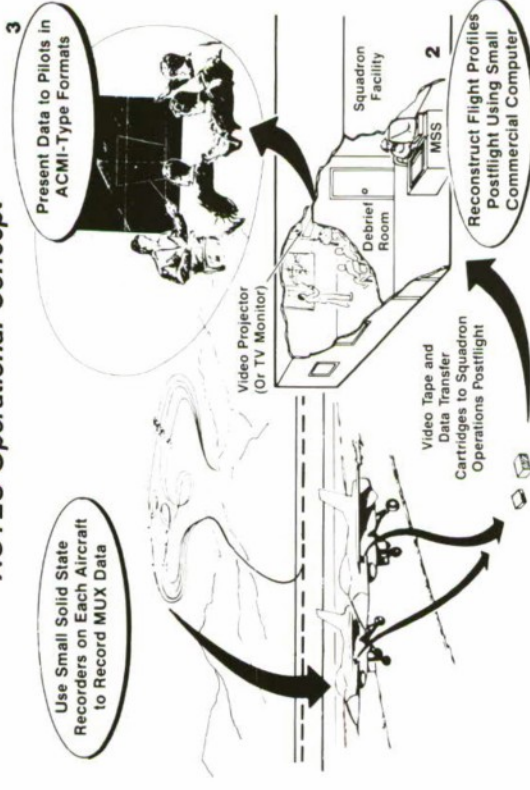 Operational Concept
Use Small Solid State
Recorders on Each Aircraft
to Record MUX Data
3
Present Data to Pilots in
ACMI-Type Formats
Video Projector
(Or TV Monitor)
Debrief
Room
Squadron
Facility
MSS
2
Video Tape and
Data Transfer
Cartridges to Squadron
Operations Postflight
Reconstruct Flight Profiles
Postflight Using Small
Commercial Computer